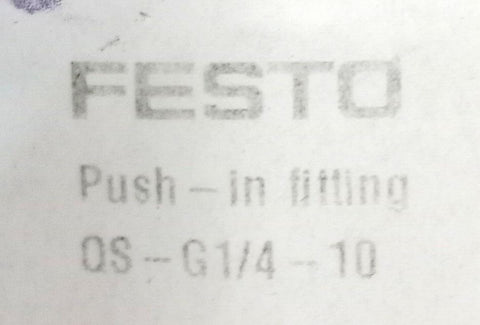 FESTO
Push-in fitting
QS-G1/4-10